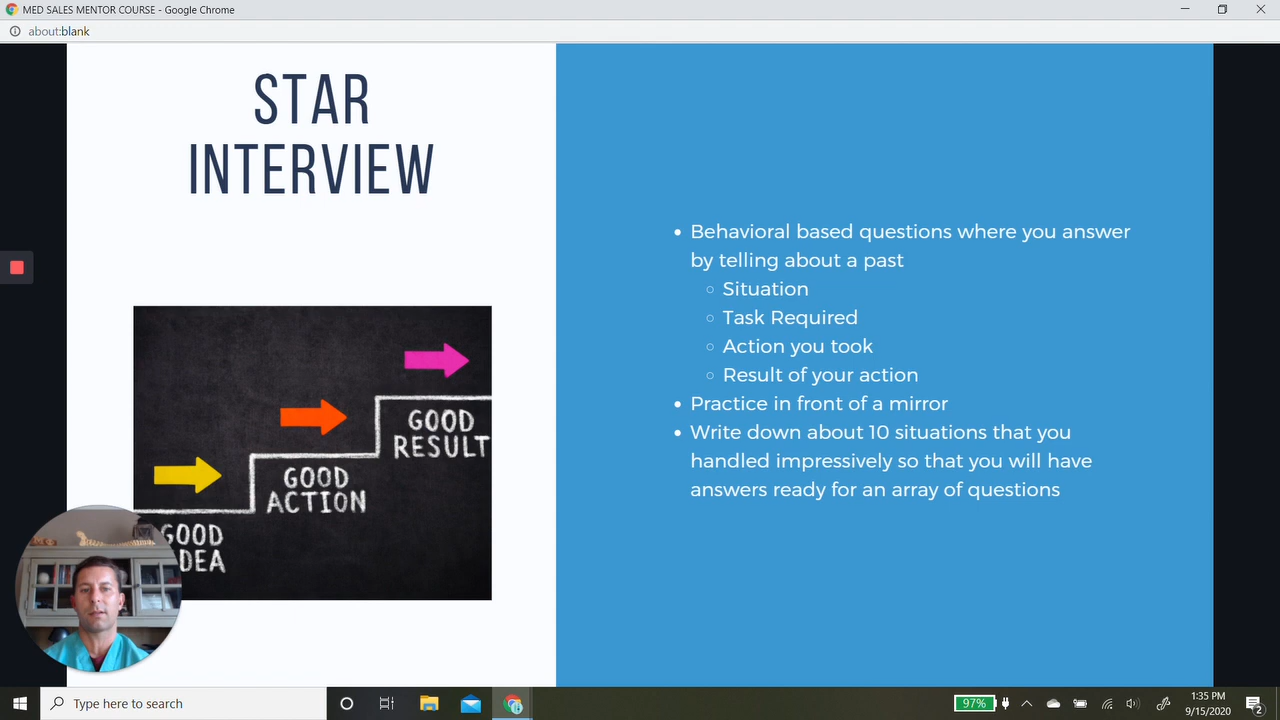 MED SALES MENTOR COURSE - Google Chrome
about:blank
STAR
INTERVIEW
GOOD
RESULT
GOOD
ACTION
GOOD
IDEA
Behavioral based questions where you answer
by telling about a past
Situation
Task Required
Action you took
Result of your action
Practice in front of a mirror
Write down about 10 situations that you
handled impressively so that you will have
answers ready for an array of questions
Type here to search
97%
1:35 PM
9/15/2020
2